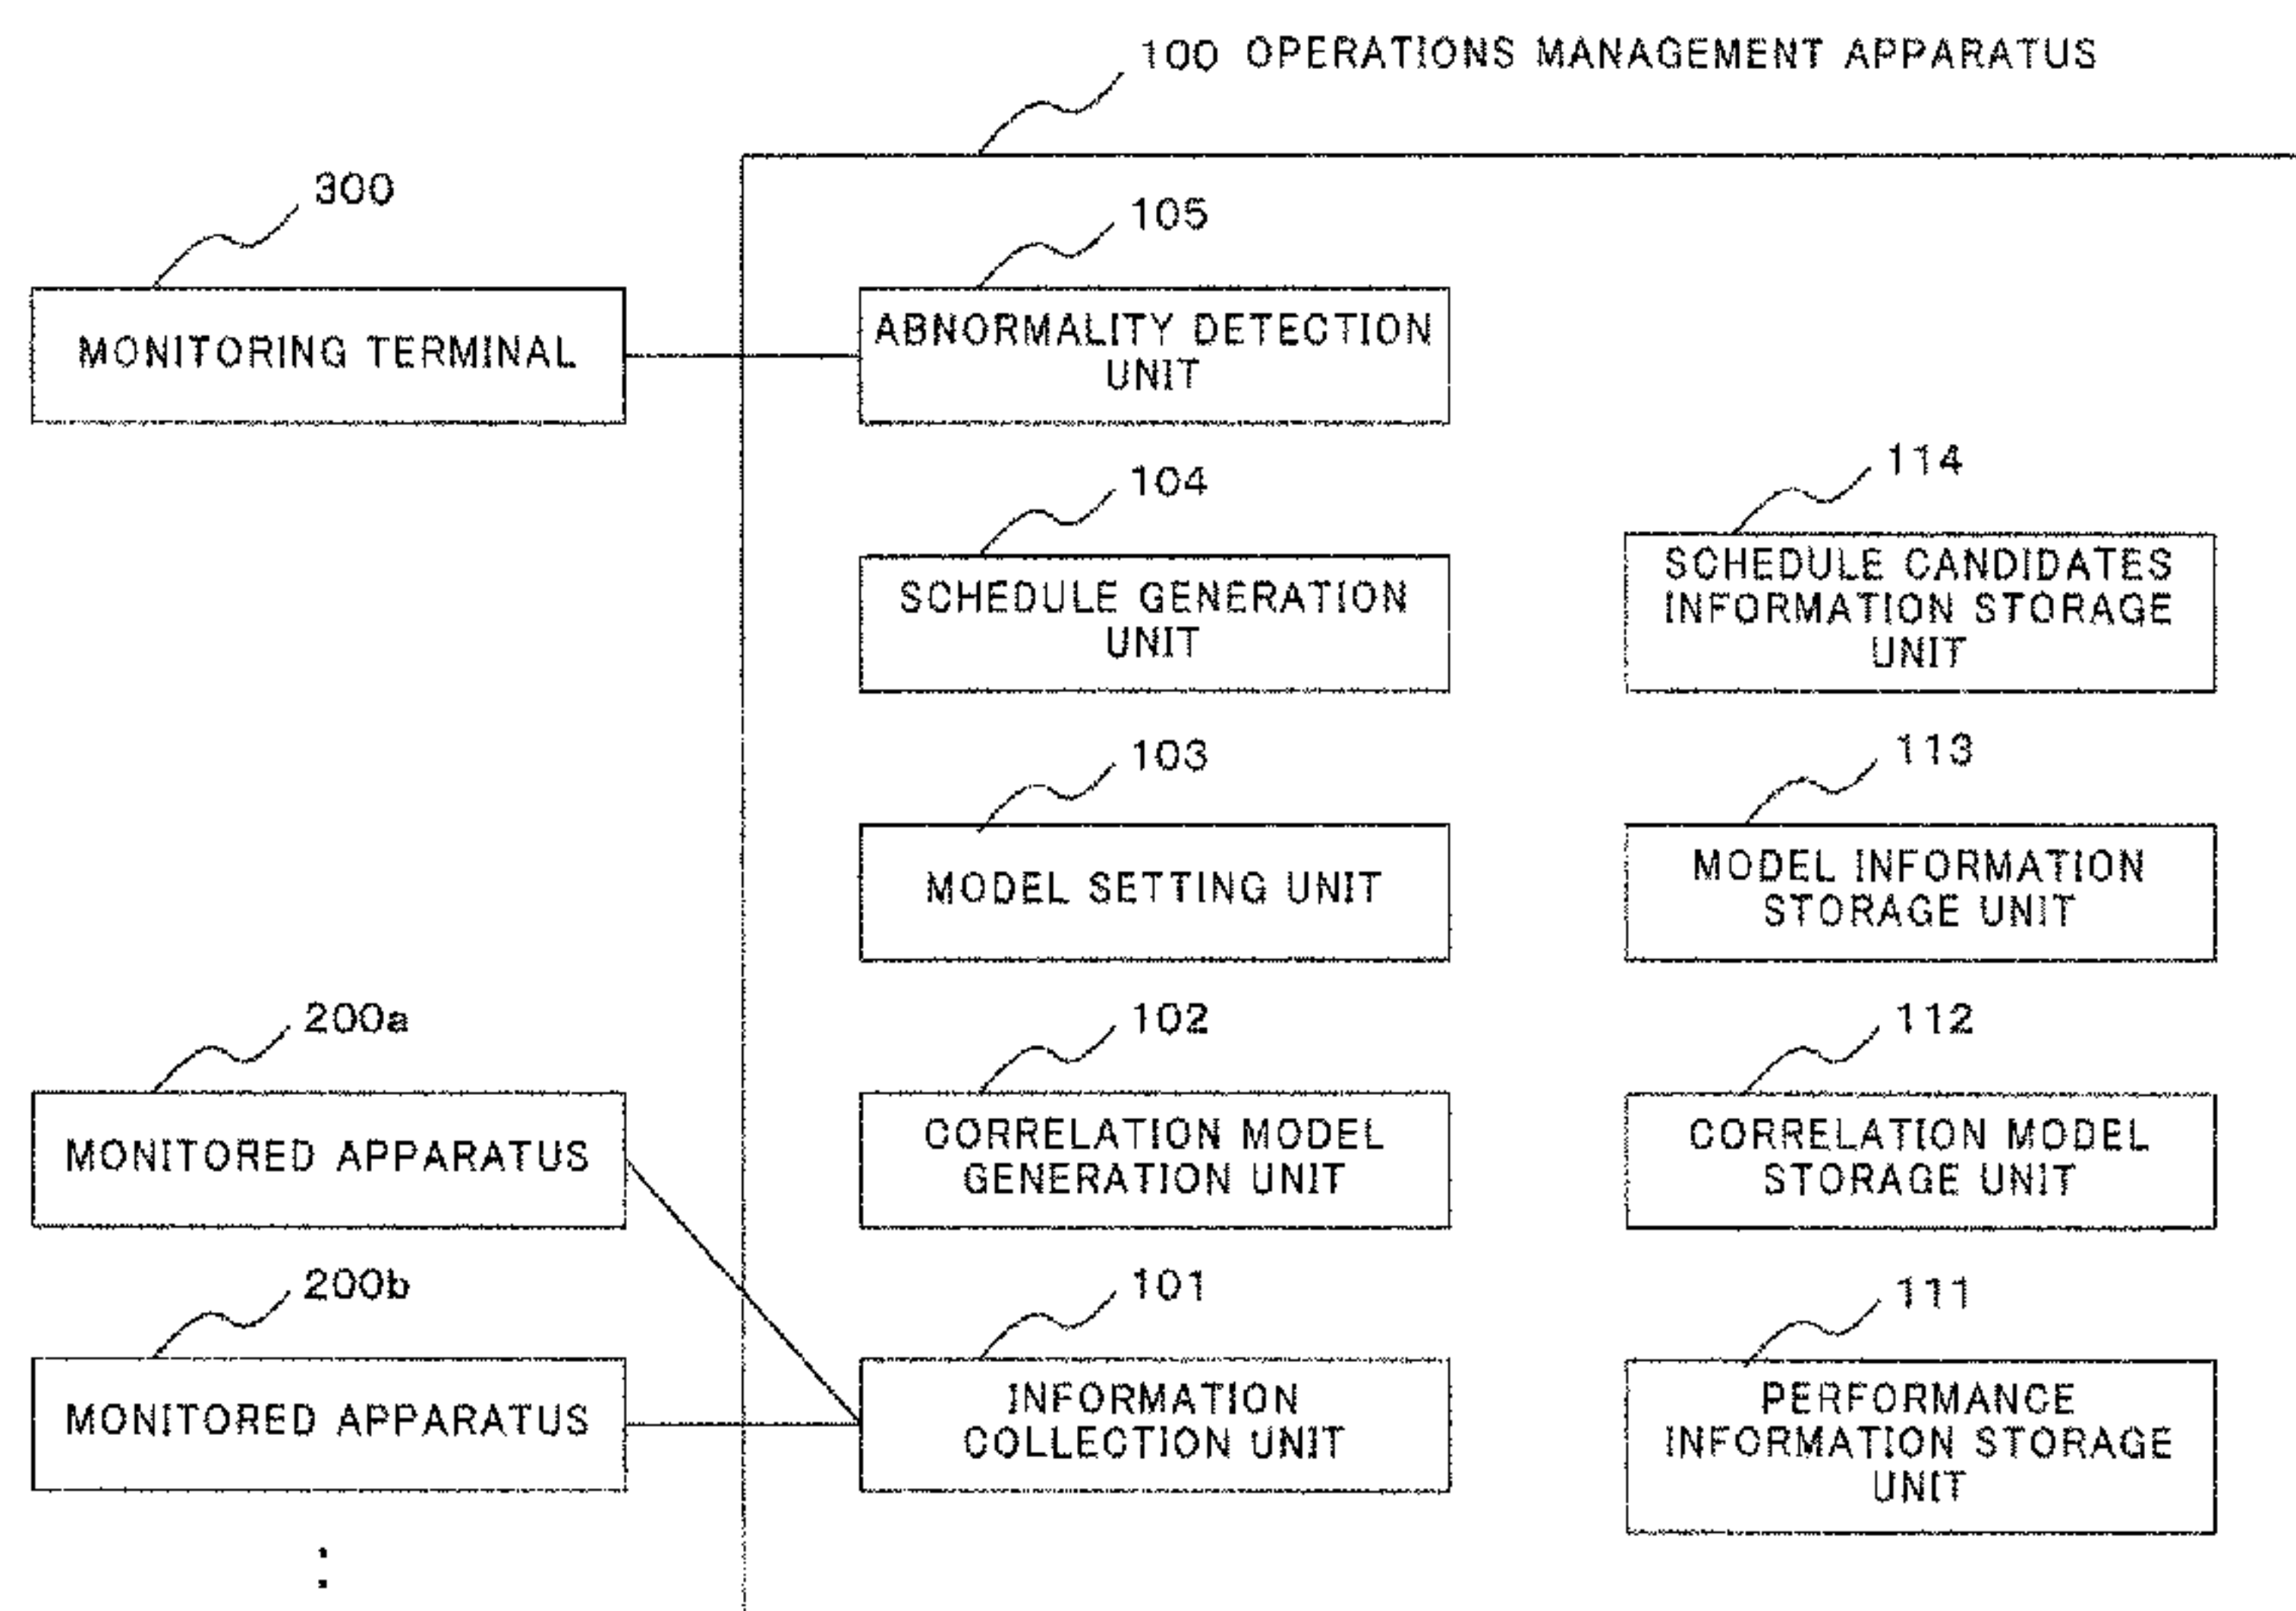 100 OPERATIONS MANAGEMENT APPARATUS
300
MONITORING TERMINAL
105
ABNORMALITY DETECTION
UNIT
104
SCHEDULE GENERATION
UNIT
114
SCHEDULE CANDIDATES
INFORMATION STORAGE
UNIT
103
MODEL SETTING UNIT
113
MODEL INFORMATION
STORAGE UNIT
200a
MONITORED APPARATUS
102
CORRELATION MODEL
GENERATION UNIT
112
CORRELATION MODEL
STORAGE UNIT
200b
MONITORED APPARATUS
101
INFORMATION
COLLECTION UNIT
111
PERFORMANCE
INFORMATION STORAGE
UNIT